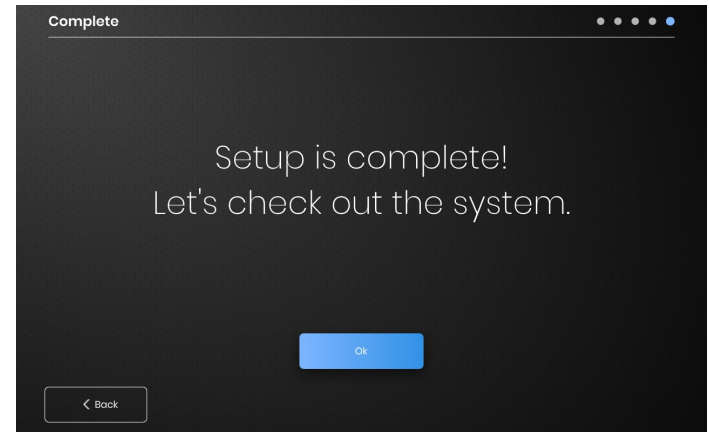 Complete
Setup is complete!
Let's check out the system.
Ok
Back